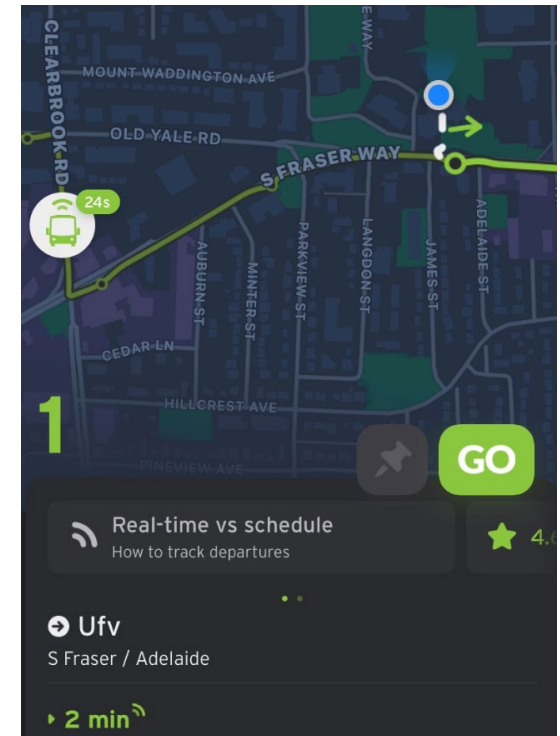 CLEARBROOK RD
E-WAY
MOUNT WADDINGTON AVE
OLD YALE RD
S FRASER WAY
24s
AUBURN ST
MINTER ST
PARKVIEW ST
LANGDON ST
JAMES ST
ADELAIDE ST
CEDAR LN
HILLCREST AVE
1
PINEVIEW AVE
GO
Real-time vs schedule
How to track departures
4.6
Ufv
S Fraser / Adelaide
2 min